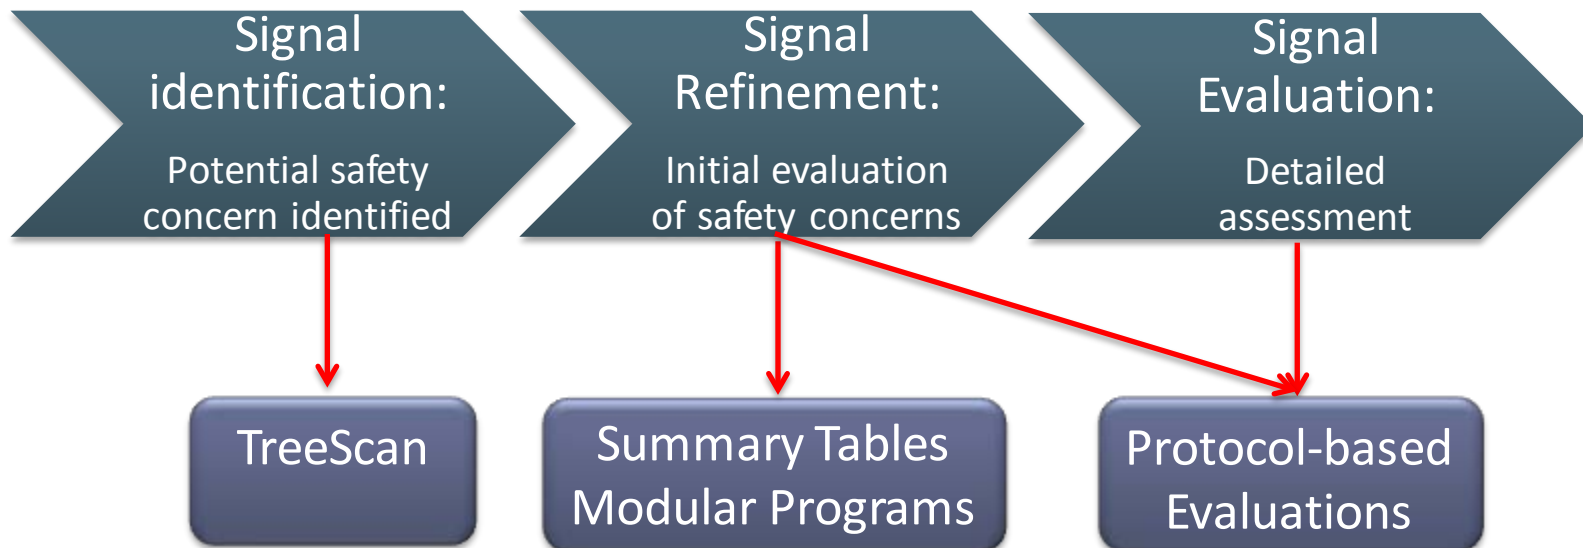 Signal
identification:
Potential safety
concern identified
Signal
Refinement:
Initial evaluation
of safety concerns
Signal
Evaluation:
Detailed
assessment
TreeScan
Summary Tables
Modular Programs
Protocol-based
Evaluations